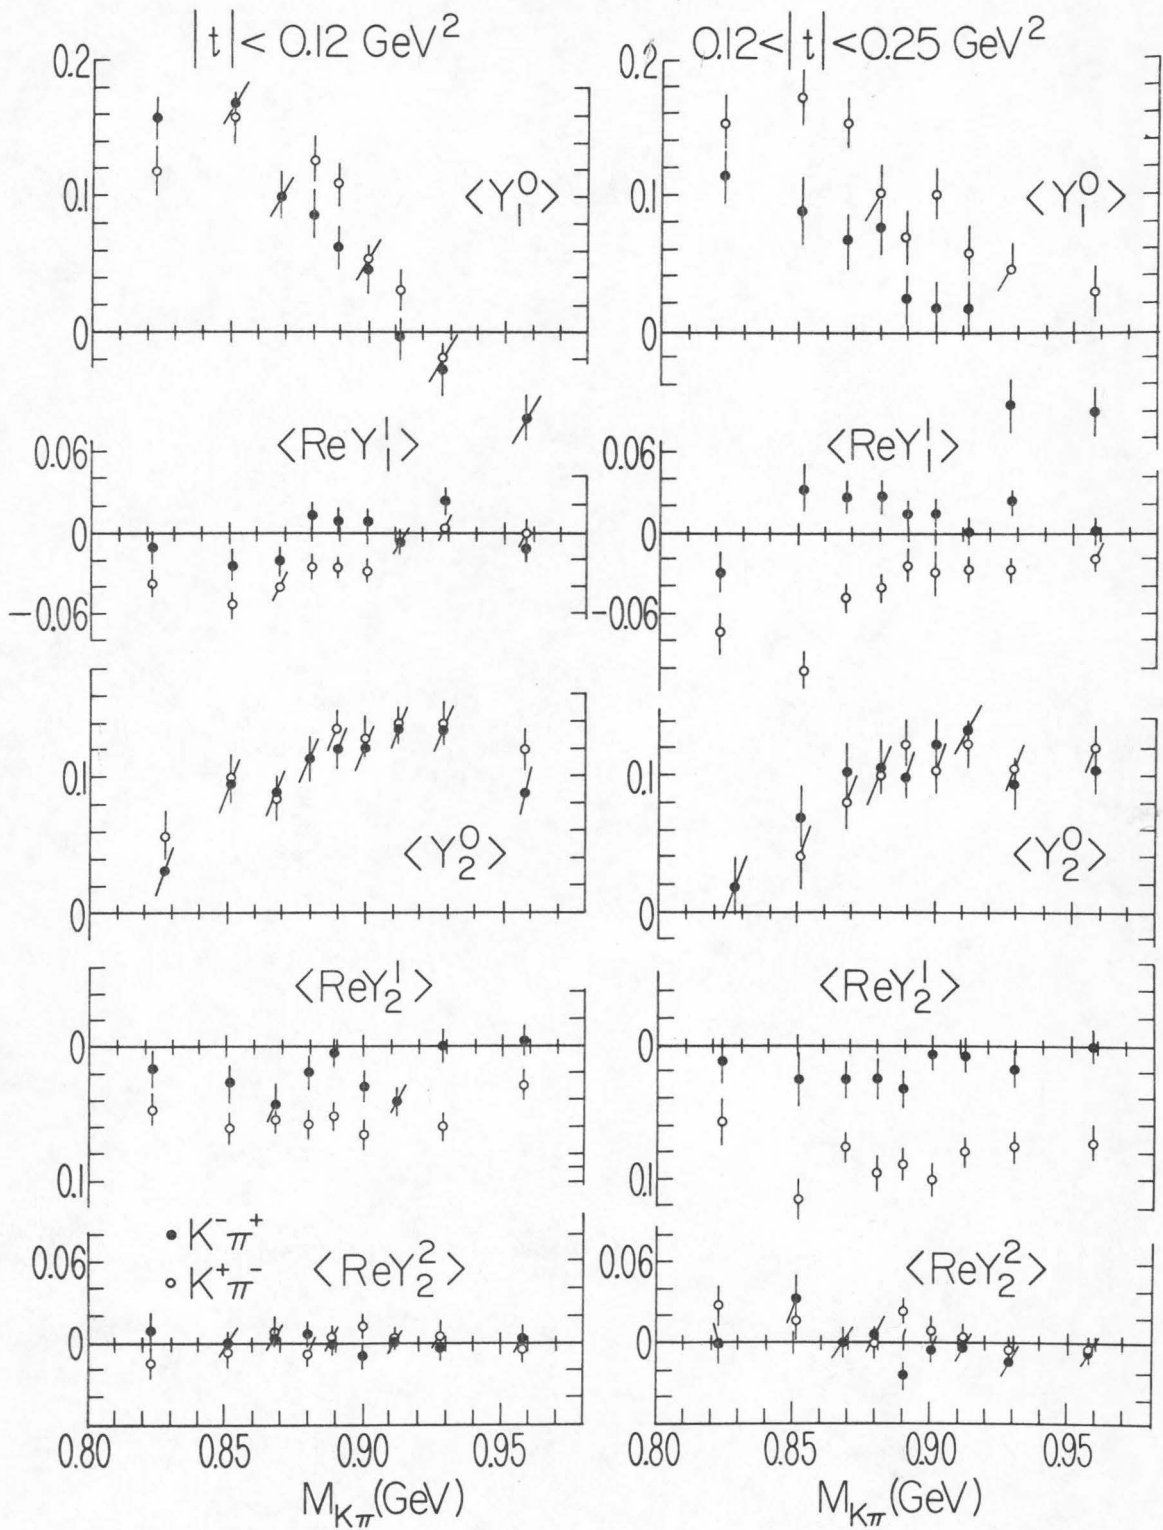 |t| < 0.12 GeV²
0.12<|t|<0.25 GeV²
0.2
0.1
0
⟨Y₁⁰⟩
0.2
0.1
0
⟨Y₁⁰⟩
0.06
0
−0.06
⟨ReY₁¹⟩
0.06
0
−0.06
⟨ReY₁¹⟩
0.1
0
⟨Y₂⁰⟩
0.1
0
⟨Y₂⁰⟩
0
0.1
⟨ReY₂¹⟩
0
0.1
⟨ReY₂¹⟩
• K⁻π⁺
◦ K⁺π⁻
0.06
0
⟨ReY₂²⟩
0.06
0
⟨ReY₂²⟩
0.80 0.85 0.90 0.95
0.80 0.85 0.90 0.95
M_Kπ(GeV)
M_Kπ(GeV)